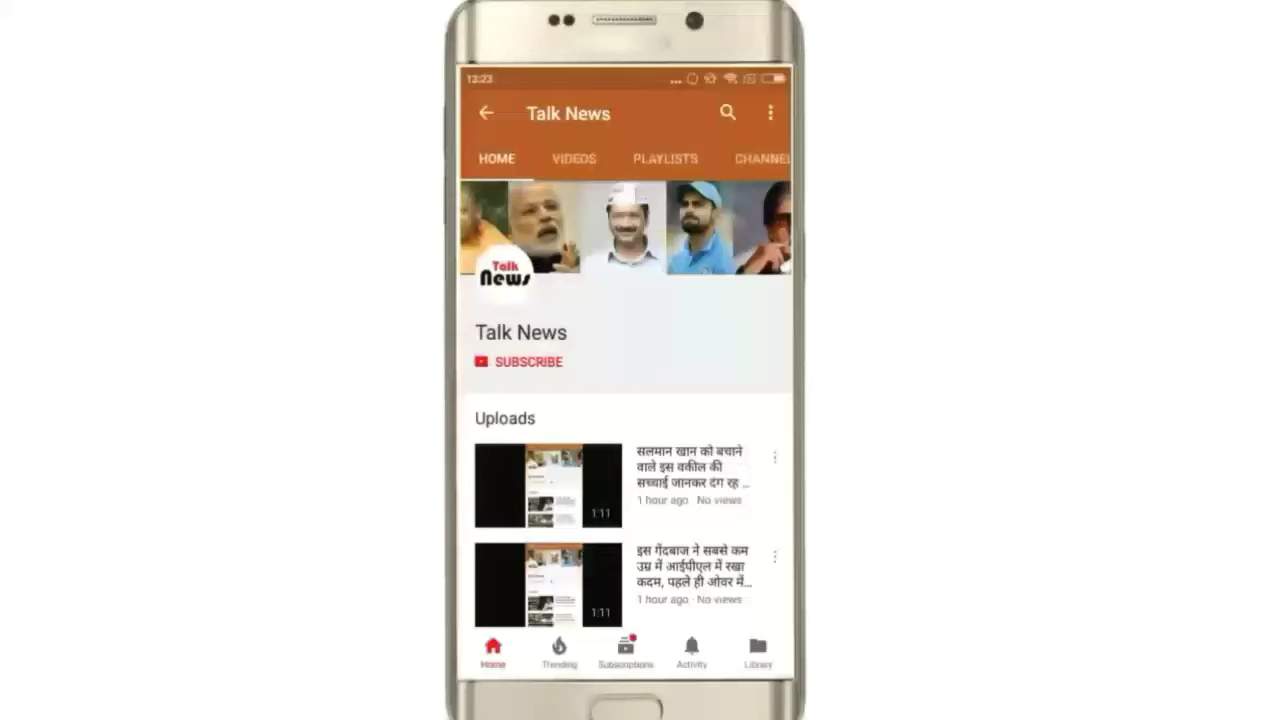 13:23
Talk News
HOME VIDEOS PLAYLISTS CHANNEL
Talk
News
Talk News
SUBSCRIBE
Uploads
सलमान खान को बचाने
वाले इस वकील की
सच्चाई जानकर दंग रह ...
1 hour ago · No views
1:11
इस गेंदबाज ने सबसे कम
उम्र में आईपीएल में रखा
कदम, पहले ही ओवर में...
1 hour ago · No views
1:11
Home Trending Subscriptions Activity Library